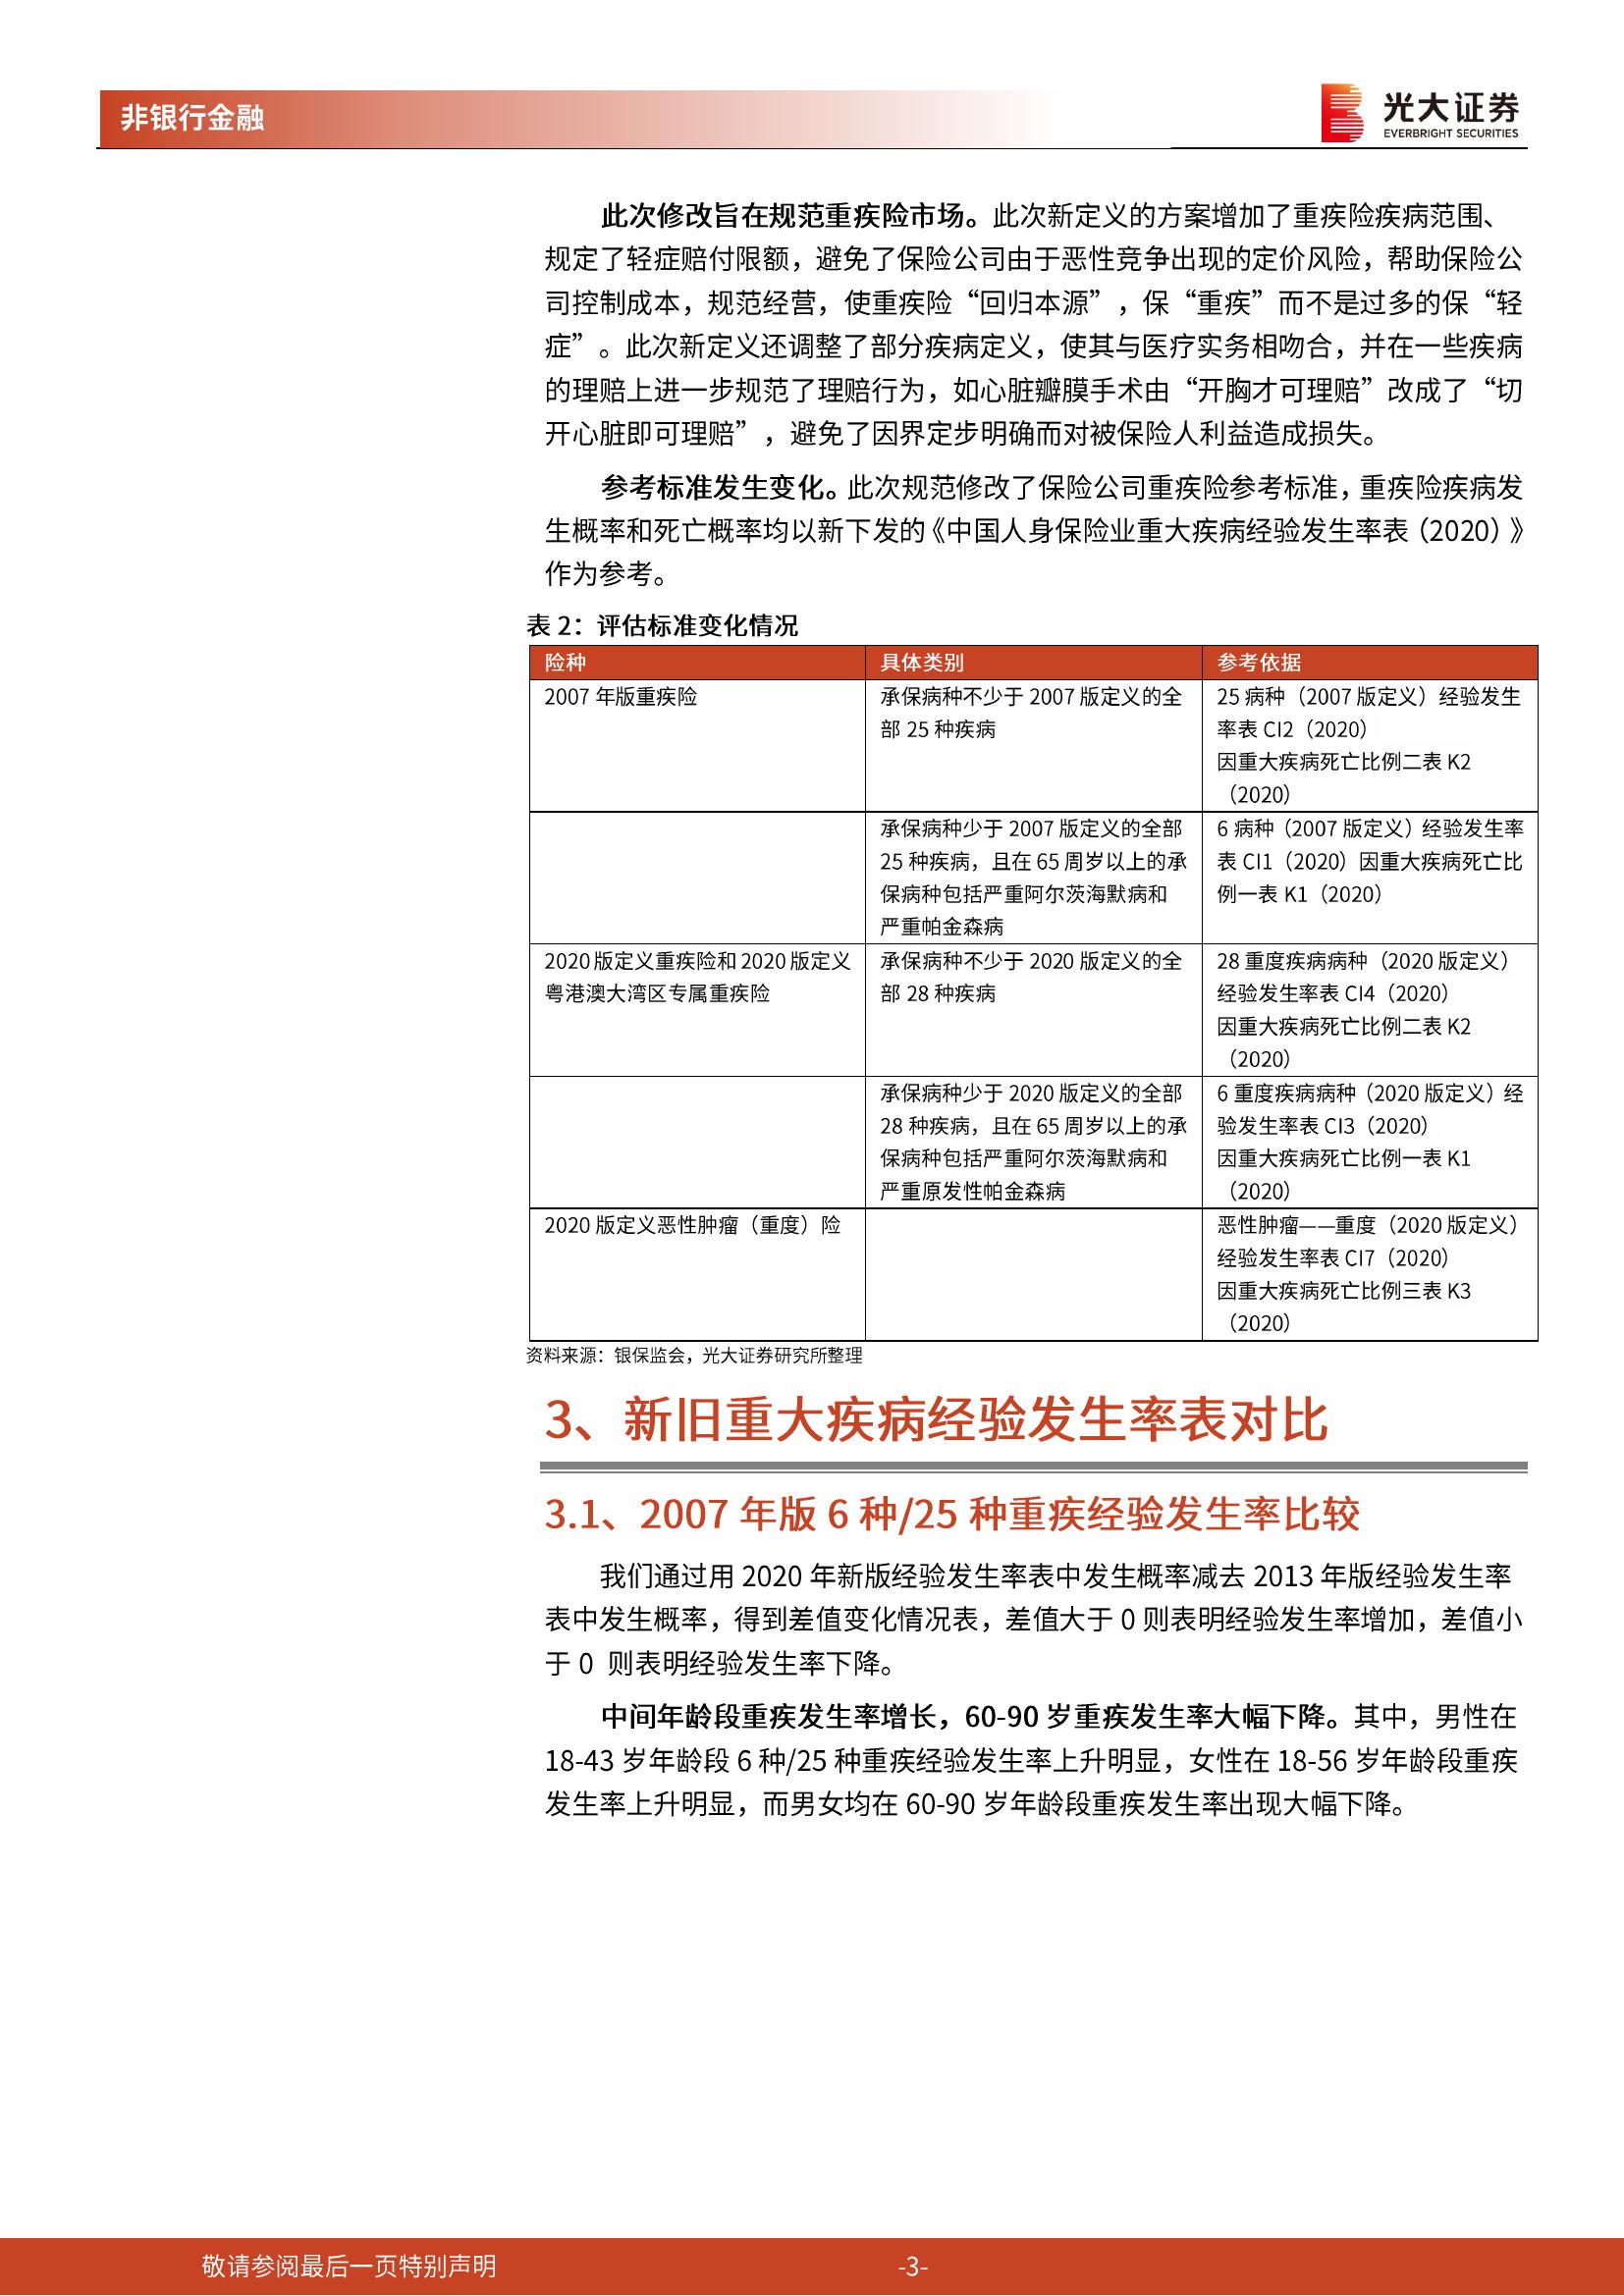 非银行金融
光大证券
EVERBRIGHT SECURITIES
此次修改旨在规范重疾险市场。此次新定义的方案增加了重疾险疾病范围、
规定了轻症赔付限额，避免了保险公司由于恶性竞争出现的定价风险，帮助保险公
司控制成本，规范经营，使重疾险“回归本源”，保“重疾”而不是过多的保“轻
症”。此次新定义还调整了部分疾病定义，使其与医疗实务相吻合，并在一些疾病
的理赔上进一步规范了理赔行为，如心脏瓣膜手术由“开胸才可理赔”改成了“切
开心脏即可理赔”，避免了因界定步明确而对被保险人利益造成损失。
参考标准发生变化。此次规范修改了保险公司重疾险参考标准，重疾险疾病发
生概率和死亡概率均以新下发的《中国人身保险业重大疾病经验发生率表（2020）》
作为参考。
表 2：评估标准变化情况
险种 具体类别 参考依据
2007 年版重疾险 承保病种不少于 2007 版定义的全 25 病种（2007 版定义）经验发生
部 25 种疾病 率表 CI2（2020）
因重大疾病死亡比例二表 K2
（2020）
承保病种少于 2007 版定义的全部 6 病种（2007 版定义）经验发生率
25 种疾病，且在 65 周岁以上的承 表 CI1（2020）因重大疾病死亡比
保病种包括严重阿尔茨海默病和 例一表 K1（2020）
严重帕金森病
2020 版定义重疾险和 2020 版定义 承保病种不少于 2020 版定义的全 28 重度疾病病种（2020 版定义）
粤港澳大湾区专属重疾险 部 28 种疾病 经验发生率表 CI4（2020）
因重大疾病死亡比例二表 K2
（2020）
承保病种少于 2020 版定义的全部 6 重度疾病病种（2020 版定义）经
28 种疾病，且在 65 周岁以上的承 验发生率表 CI3（2020）
保病种包括严重阿尔茨海默病和 因重大疾病死亡比例一表 K1
严重原发性帕金森病 （2020）
2020 版定义恶性肿瘤（重度）险 恶性肿瘤——重度（2020 版定义）
经验发生率表 CI7（2020）
因重大疾病死亡比例三表 K3
（2020）
资料来源：银保监会，光大证券研究所整理
3、新旧重大疾病经验发生率表对比
3.1、2007 年版 6 种/25 种重疾经验发生率比较
我们通过用 2020 年新版经验发生率表中发生概率减去 2013 年版经验发生率
表中发生概率，得到差值变化情况表，差值大于 0 则表明经验发生率增加，差值小
于 0 则表明经验发生率下降。
中间年龄段重疾发生率增长，60-90 岁重疾发生率大幅下降。其中，男性在
18-43 岁年龄段 6 种/25 种重疾经验发生率上升明显，女性在 18-56 岁年龄段重疾
发生率上升明显，而男女均在 60-90 岁年龄段重疾发生率出现大幅下降。
敬请参阅最后一页特别声明 -3-